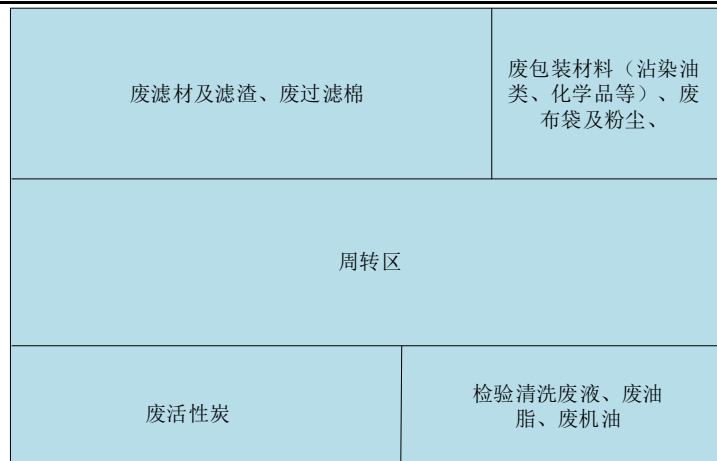 废滤材及滤渣、废过滤棉
废包装材料（沾染油
类、化学品等）、废
布袋及粉尘、
周转区
废活性炭
检验清洗废液、废油
脂、废机油